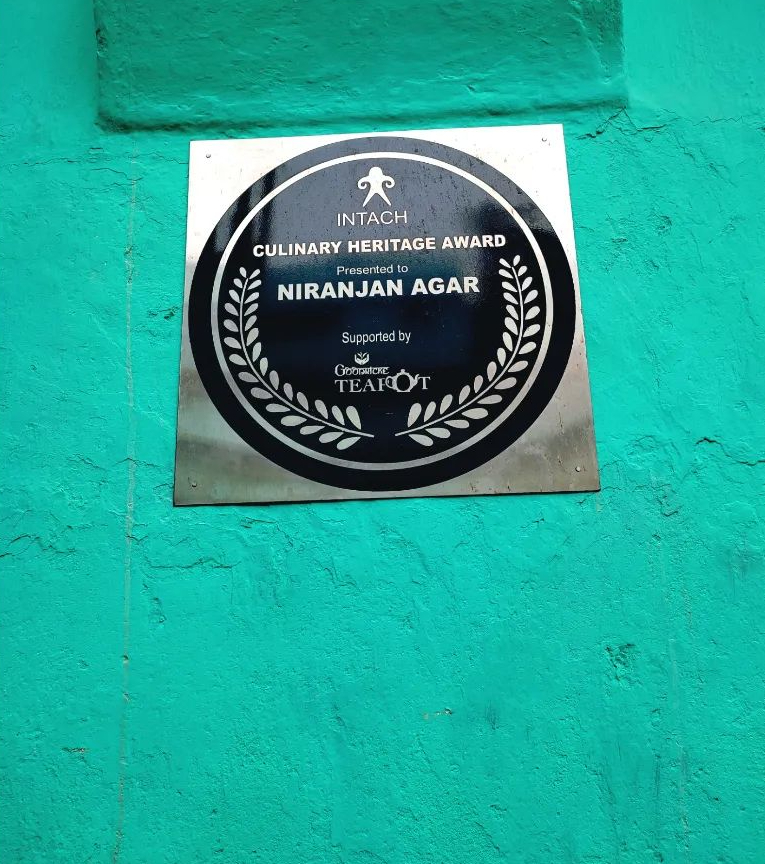 INTACH
CULINARY HERITAGE AWARD
Presented to
NIRANJAN AGAR
Supported by
Goodricke
TEAPOT